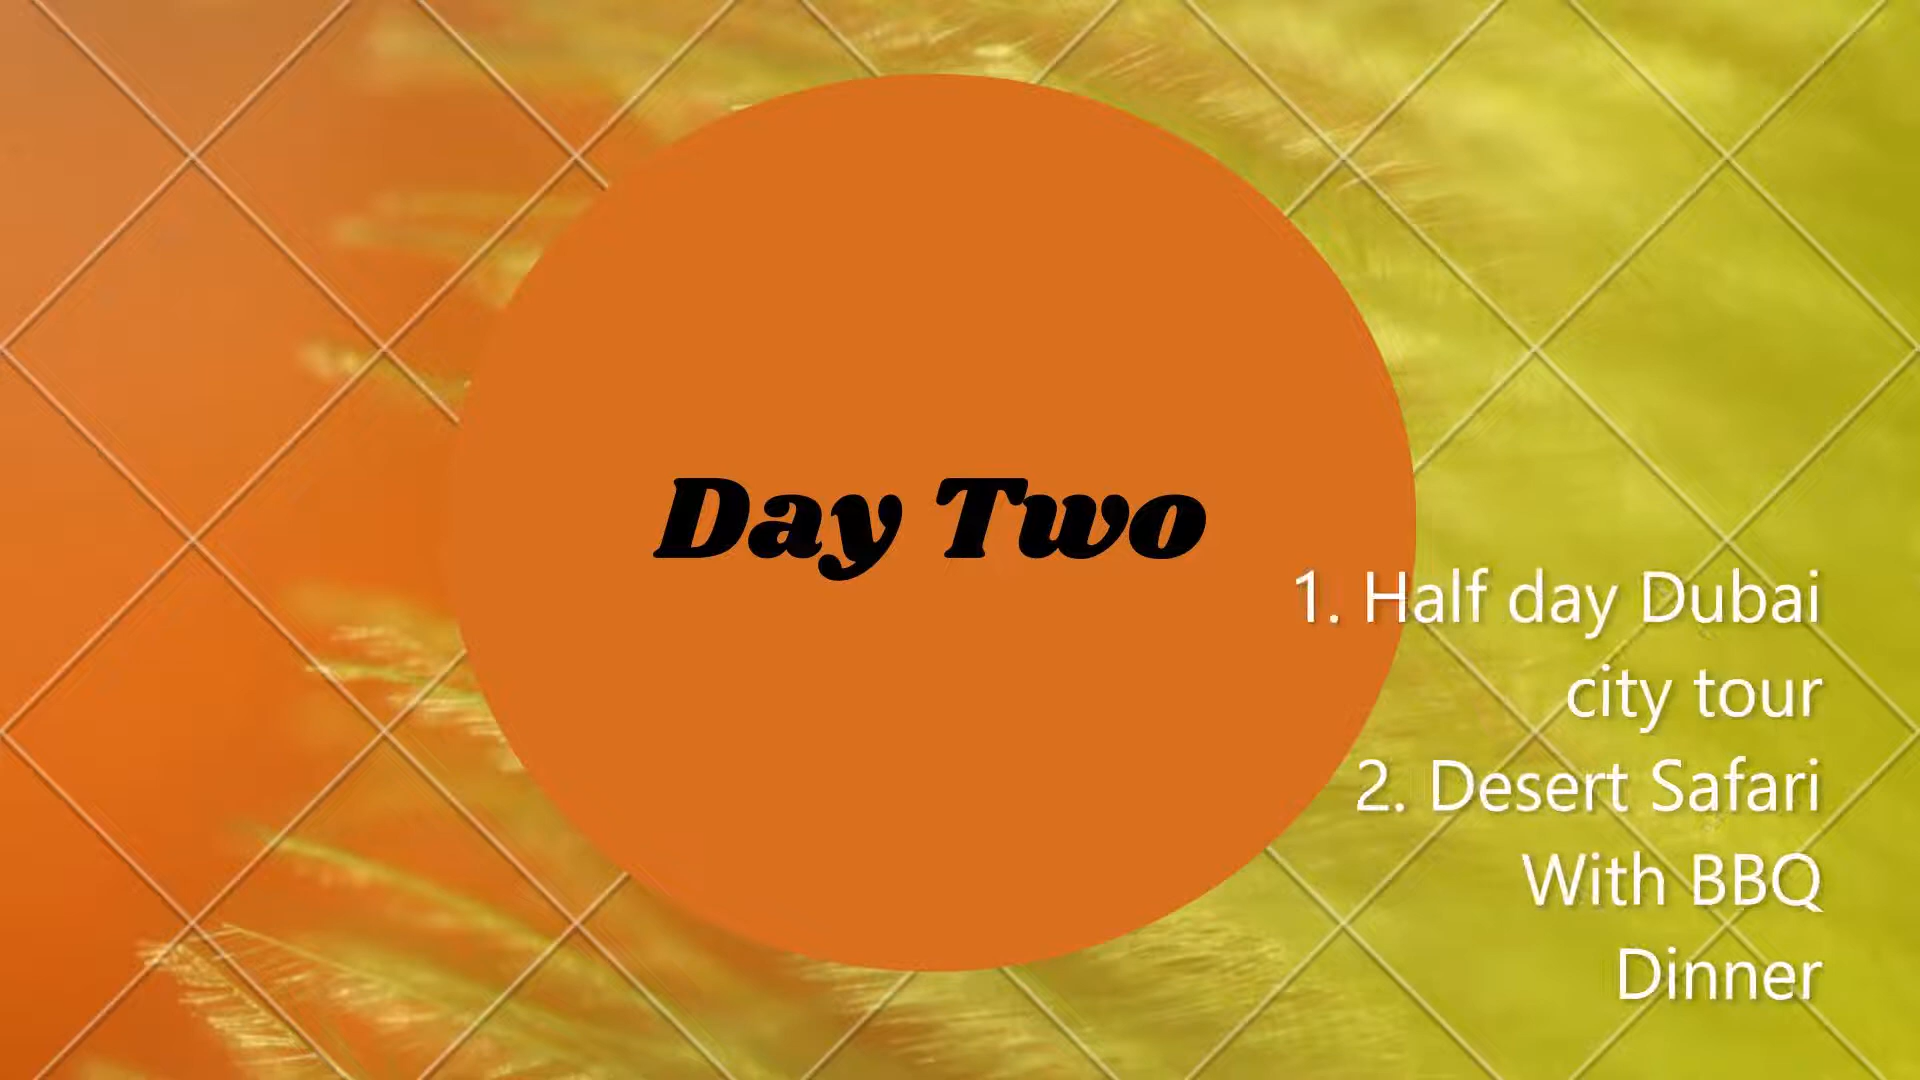 Day Two
1. Half day Dubai
city tour
2. Desert Safari
With BBQ
Dinner